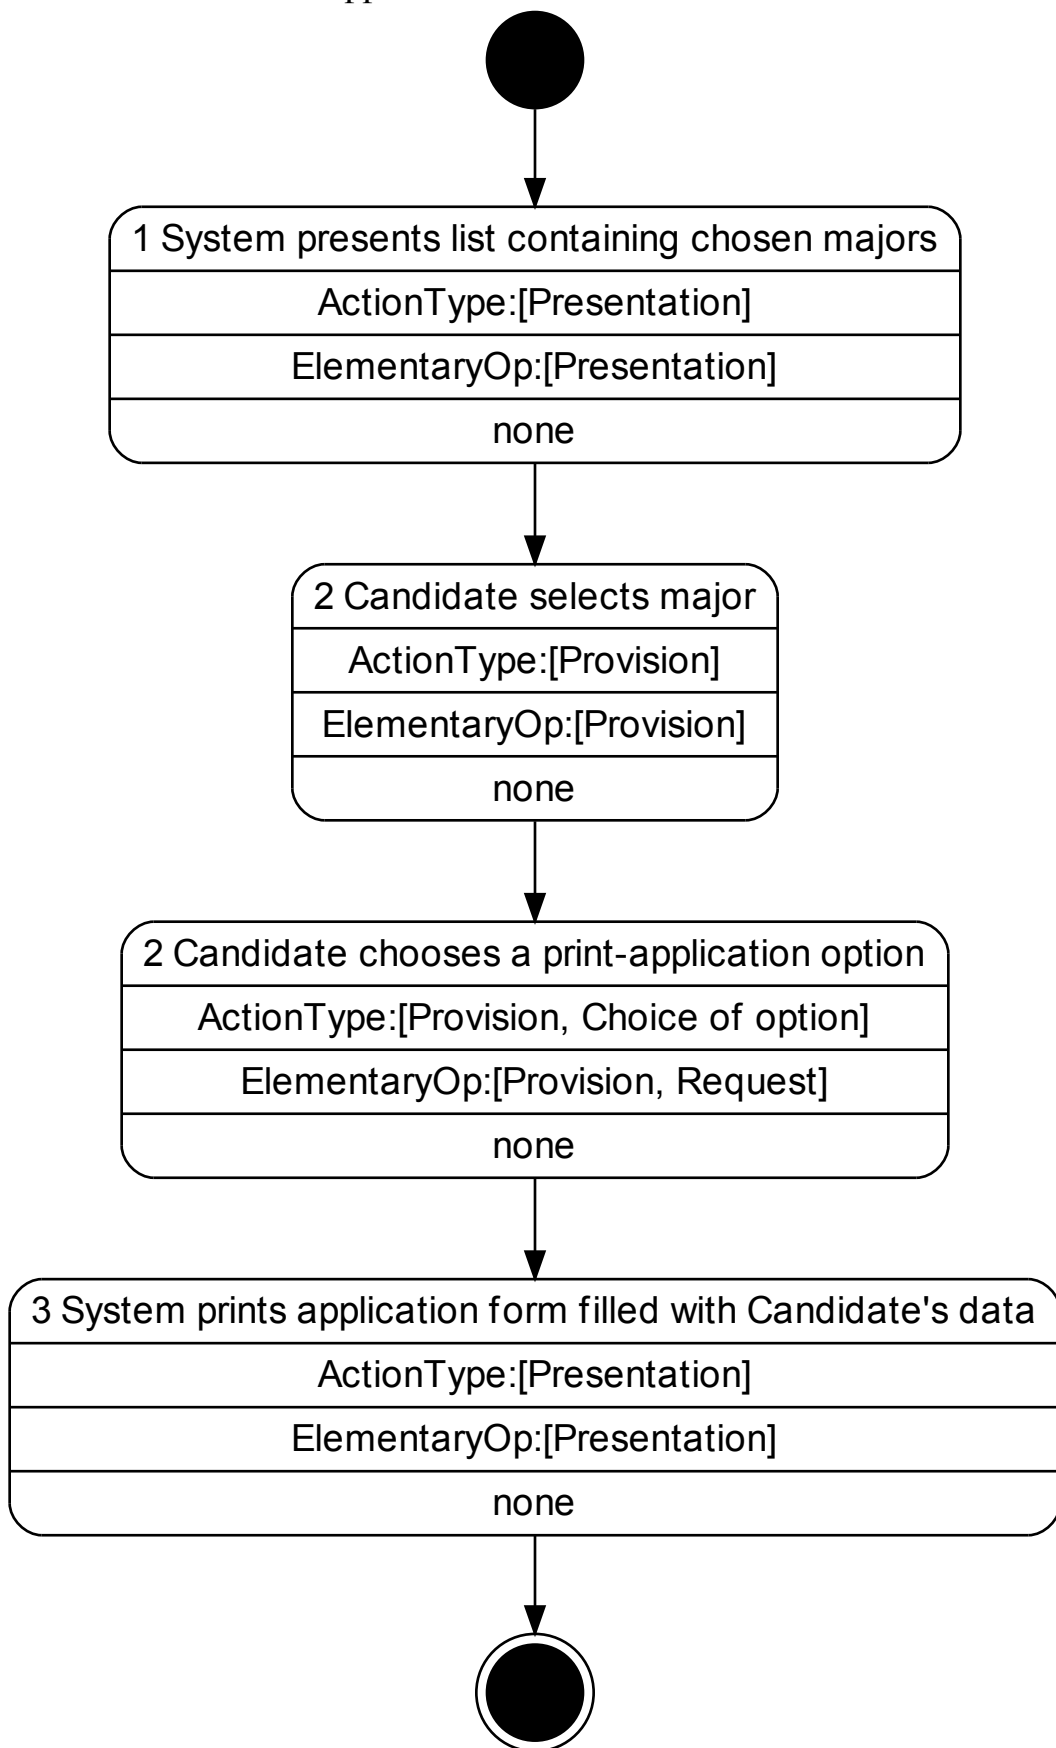 1 System presents list containing chosen majors
ActionType:[Presentation]
ElementaryOp:[Presentation]
none
2 Candidate selects major
ActionType:[Provision]
ElementaryOp:[Provision]
none
2 Candidate chooses a print-application option
ActionType:[Provision, Choice of option]
ElementaryOp:[Provision, Request]
none
3 System prints application form filled with Candidate's data
ActionType:[Presentation]
ElementaryOp:[Presentation]
none